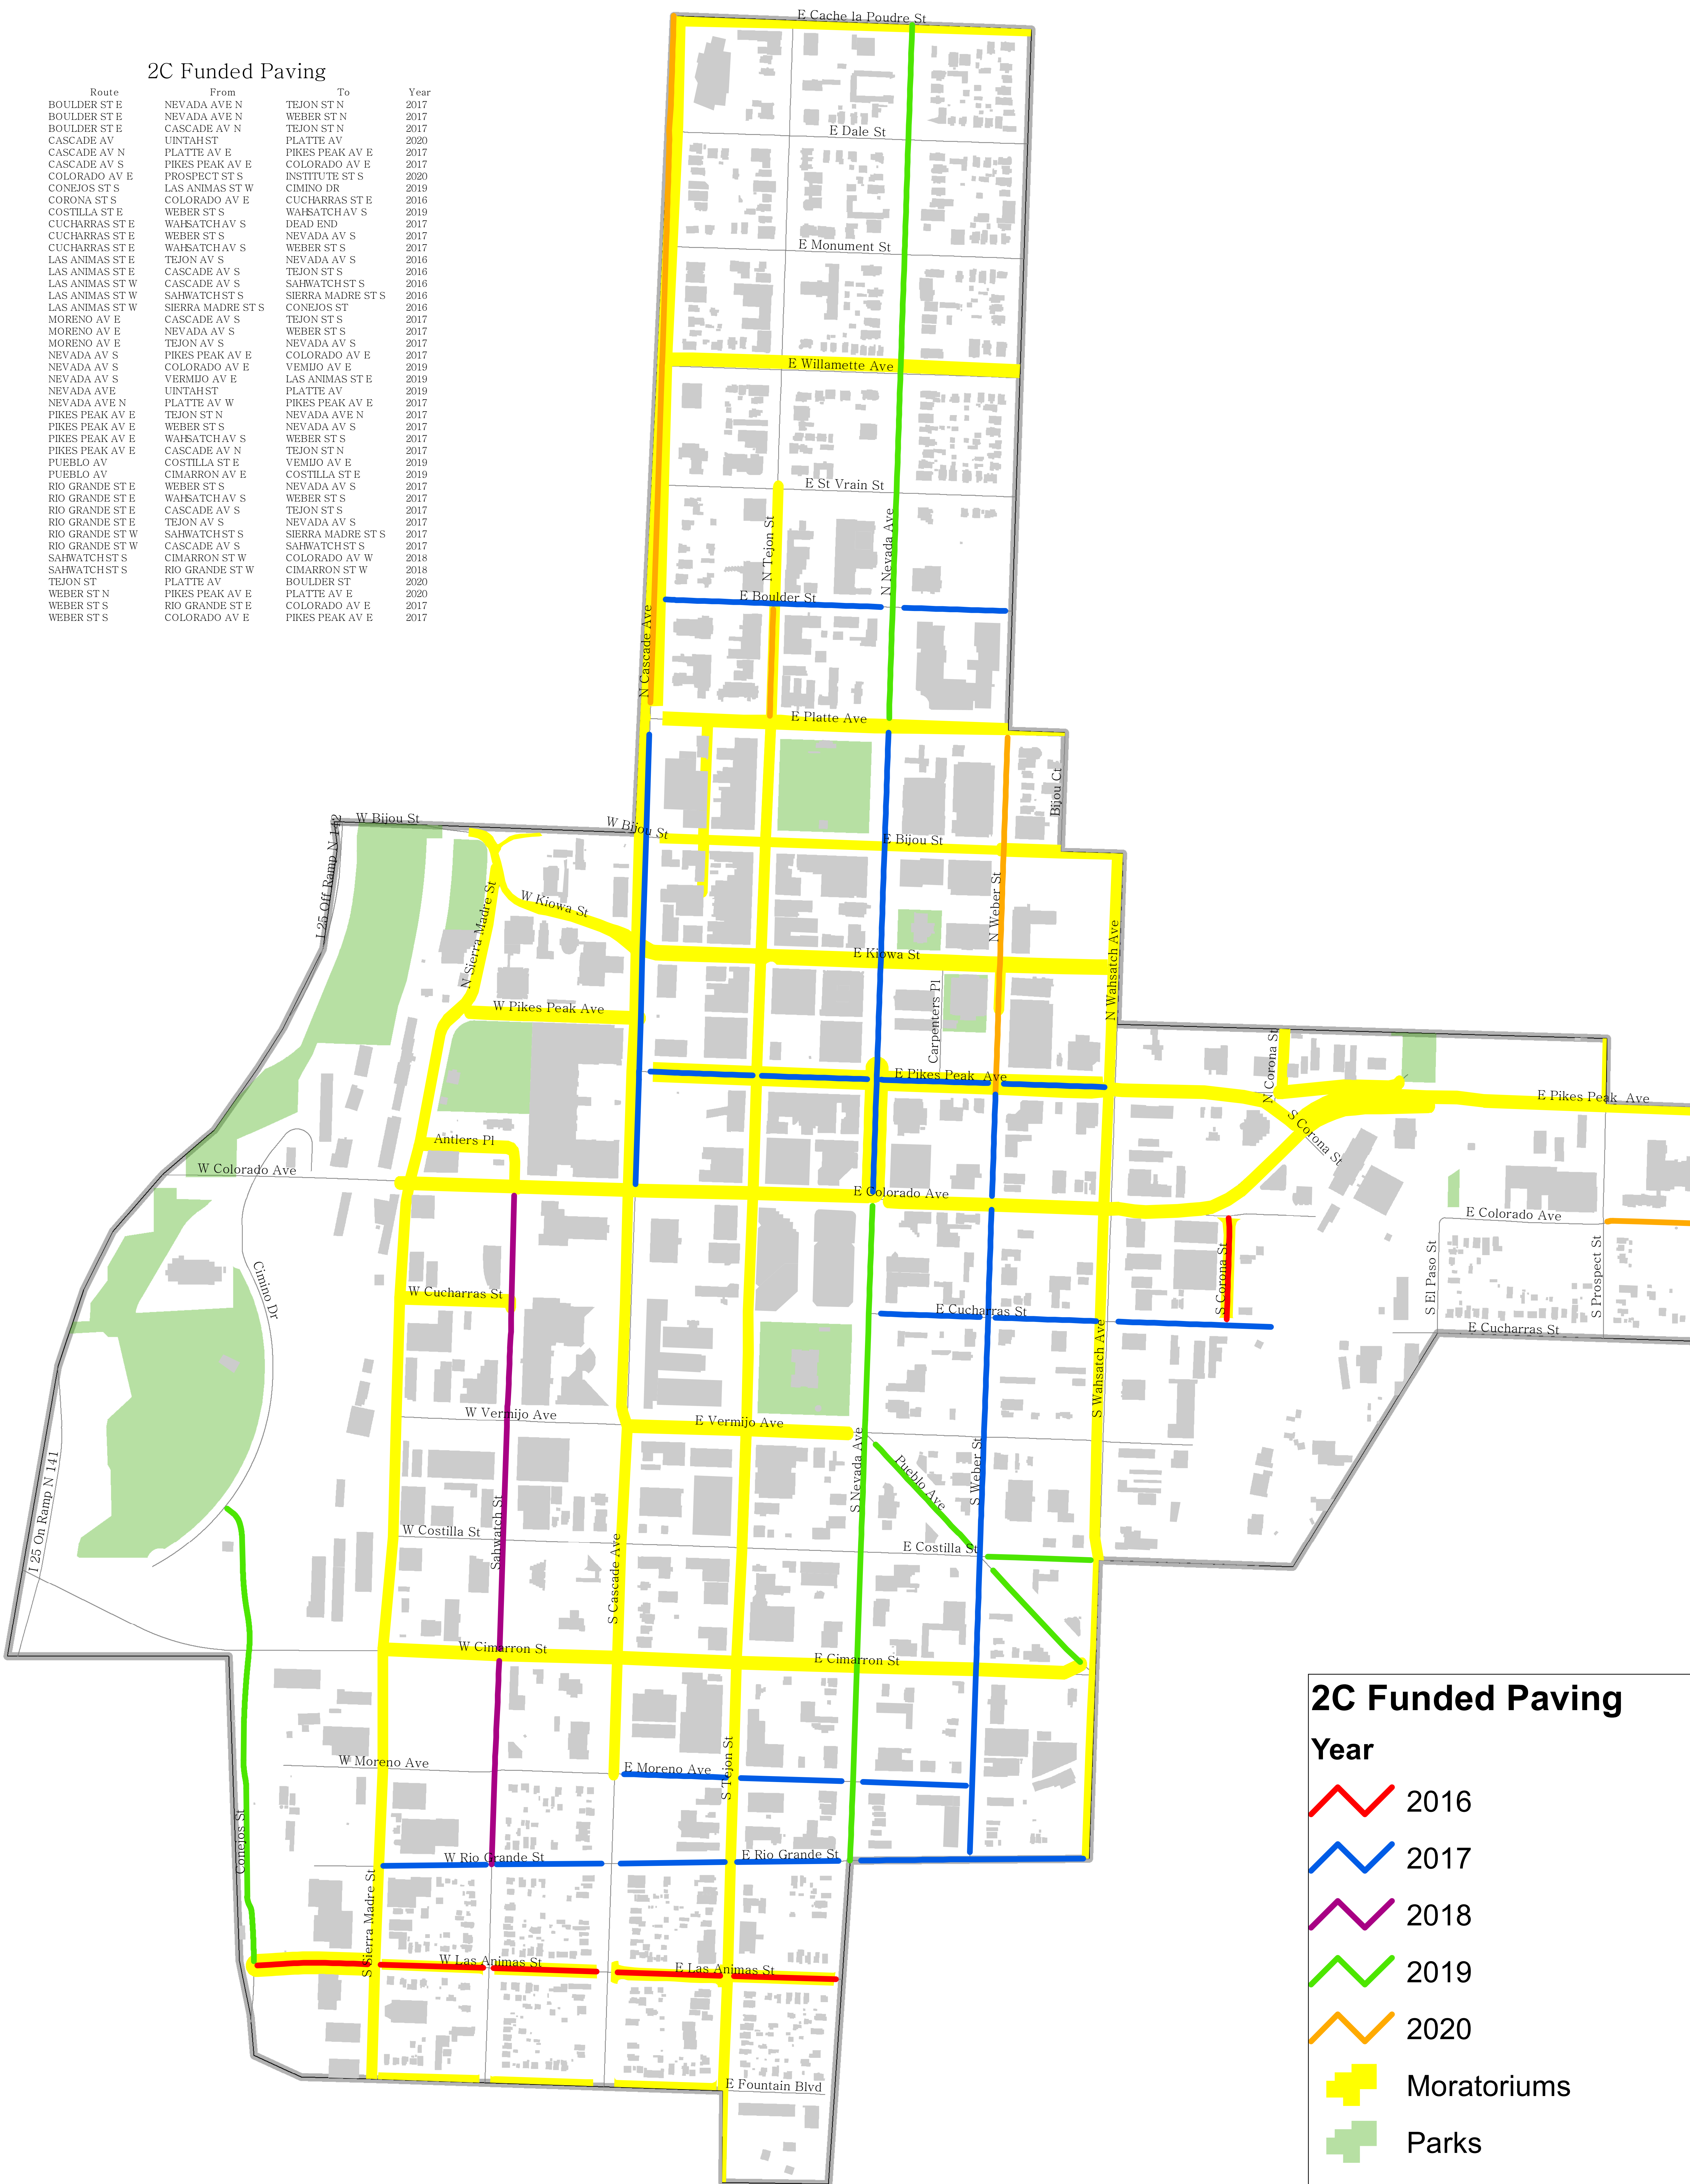 2C Funded Paving
Route From To Year
BOULDER ST E NEVADA AVE N TEJON ST N 2017
BOULDER ST E NEVADA AVE N WEBER ST N 2017
BOULDER ST E CASCADE AV N TEJON ST N 2017
CASCADE AV UINTAH ST PLATTE AV 2020
CASCADE AV N PLATTE AV E PIKES PEAK AV E 2017
CASCADE AV S PIKES PEAK AV E COLORADO AV E 2017
COLORADO AV E PROSPECT ST S INSTITUTE ST S 2020
CONEJOS ST S LAS ANIMAS ST W CIMINO DR 2019
CORONA ST S COLORADO AV E CUCHARRAS ST E 2016
COSTILLA ST E WEBER ST S WAHSATCH AV S 2019
CUCHARRAS ST E WAHSATCH AV S DEAD END 2017
CUCHARRAS ST E WEBER ST S NEVADA AV S 2017
CUCHARRAS ST E WAHSATCH AV S WEBER ST S 2017
LAS ANIMAS ST E TEJON AV S NEVADA AV S 2016
LAS ANIMAS ST E CASCADE AV S TEJON ST S 2016
LAS ANIMAS ST W CASCADE AV S SAHWATCH ST S 2016
LAS ANIMAS ST W SAHWATCH ST S SIERRA MADRE ST S 2016
LAS ANIMAS ST W SIERRA MADRE ST S CONEJOS ST 2016
MORENO AV E CASCADE AV S TEJON ST S 2017
MORENO AV E NEVADA AV S WEBER ST S 2017
MORENO AV E TEJON AV S NEVADA AV S 2017
NEVADA AV S PIKES PEAK AV E COLORADO AV E 2017
NEVADA AV S COLORADO AV E VEMIJO AV E 2019
NEVADA AV S VERMIJO AV E LAS ANIMAS ST E 2019
NEVADA AVE UINTAH ST PLATTE AV 2019
NEVADA AVE N PLATTE AV W PIKES PEAK AV E 2017
PIKES PEAK AV E TEJON ST N NEVADA AVE N 2017
PIKES PEAK AV E WEBER ST S NEVADA AV S 2017
PIKES PEAK AV E WAHSATCH AV S WEBER ST S 2017
PIKES PEAK AV E CASCADE AV N TEJON ST N 2017
PUEBLO AV COSTILLA ST E VEMIJO AV E 2019
PUEBLO AV CIMARRON AV E COSTILLA ST E 2019
RIO GRANDE ST E WEBER ST S NEVADA AV S 2017
RIO GRANDE ST E WAHSATCH AV S WEBER ST S 2017
RIO GRANDE ST E CASCADE AV S TEJON ST S 2017
RIO GRANDE ST E TEJON AV S NEVADA AV S 2017
RIO GRANDE ST W SAHWATCH ST S SIERRA MADRE ST S 2017
RIO GRANDE ST W CASCADE AV S SAHWATCH ST S 2017
SAHWATCH ST S CIMARRON ST W COLORADO AV W 2018
SAHWATCH ST S RIO GRANDE ST W CIMARRON ST W 2018
TEJON ST PLATTE AV BOULDER ST 2020
WEBER ST N PIKES PEAK AV E PLATTE AV E 2020
WEBER ST S RIO GRANDE ST E COLORADO AV E 2017
WEBER ST S COLORADO AV E PIKES PEAK AV E 2017
E Cache la Poudre St
E Dale St
E Monument St
E Willamette Ave
E St Vrain St
N Tejon St
N Nevada Ave
E Boulder St
N Cascade Ave
E Platte Ave
Bijou Ct
W Bijou St
W Bijou St
E Bijou St
I 25 Off Ramp N 142
N Sierra Madre St
W Kiowa St
N Weber St
E Kiowa St
N Wahsatch Ave
W Pikes Peak Ave
Carpenters Pl
N Corona St
E Pikes Peak Ave
E Pikes Peak Ave
S Corona St
Antlers Pl
W Colorado Ave
E Colorado Ave
E Colorado Ave
Cimino Dr
S Corona St
S El Paso St
S Prospect St
W Cucharras St
E Cucharras St
E Cucharras St
S Wahsatch Ave
W Vermijo Ave
E Vermijo Ave
I 25 On Ramp N 141
S Nevada Ave
Pueblo Ave
S Weber St
Sahwatch St
W Costilla St
E Costilla St
S Cascade Ave
W Cimarron St
E Cimarron St
W Moreno Ave
E Moreno Ave
S Tejon St
Conejos St
W Rio Grande St
E Rio Grande St
S Sierra Madre St
W Las Animas St
E Las Animas St
E Fountain Blvd
2C Funded Paving
Year
2016
2017
2018
2019
2020
Moratoriums
Parks